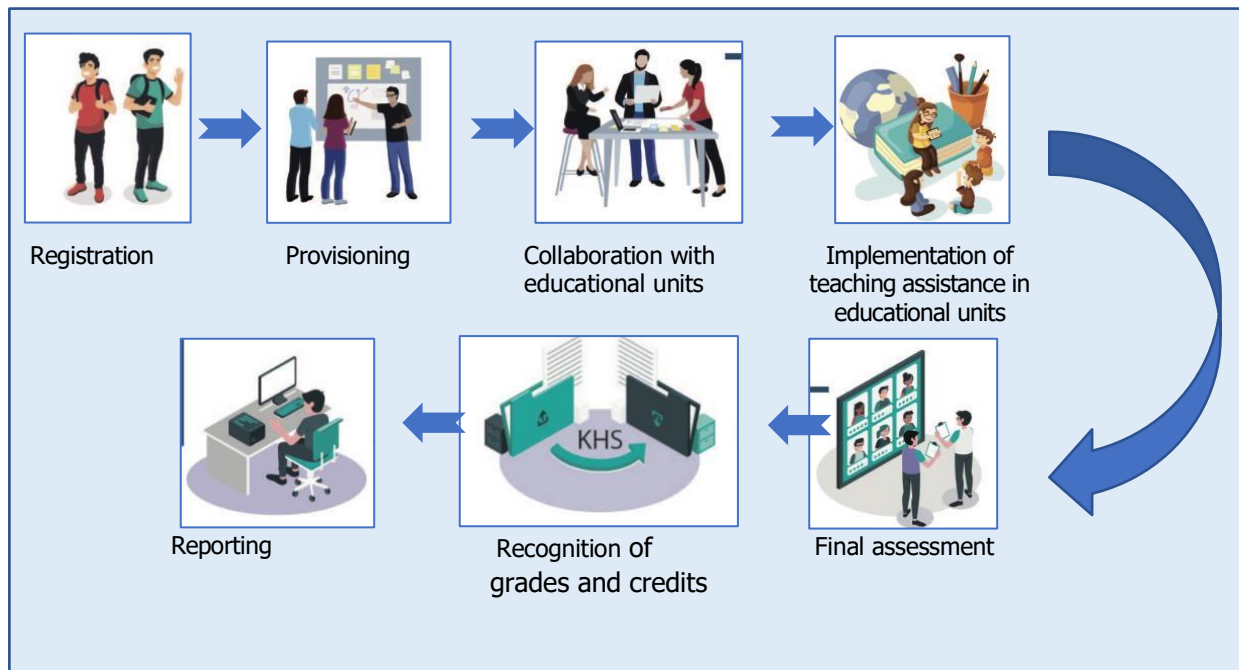 Registration
Provisioning
Collaboration with
educational units
Implementation of
teaching assistance in
educational units
Reporting
KHS
Recognition of
grades and credits
Final assessment